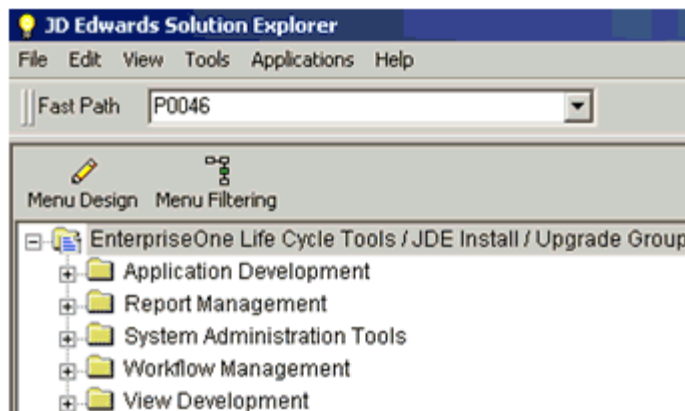 JD Edwards Solution Explorer
File Edit View Tools Applications Help
Fast Path P0046
Menu Design Menu Filtering
EnterpriseOne Life Cycle Tools / JDE Install / Upgrade Group
Application Development
Report Management
System Administration Tools
Workflow Management
View Development